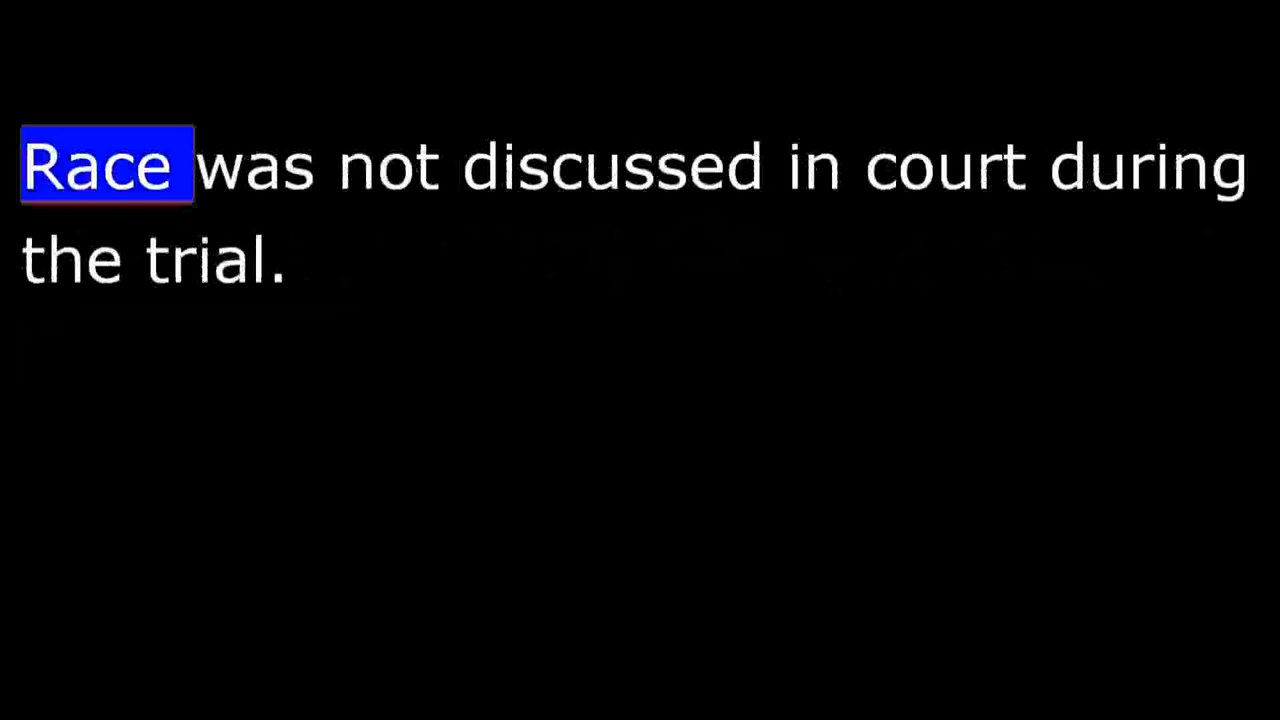 Race was not discussed in court during
the trial.